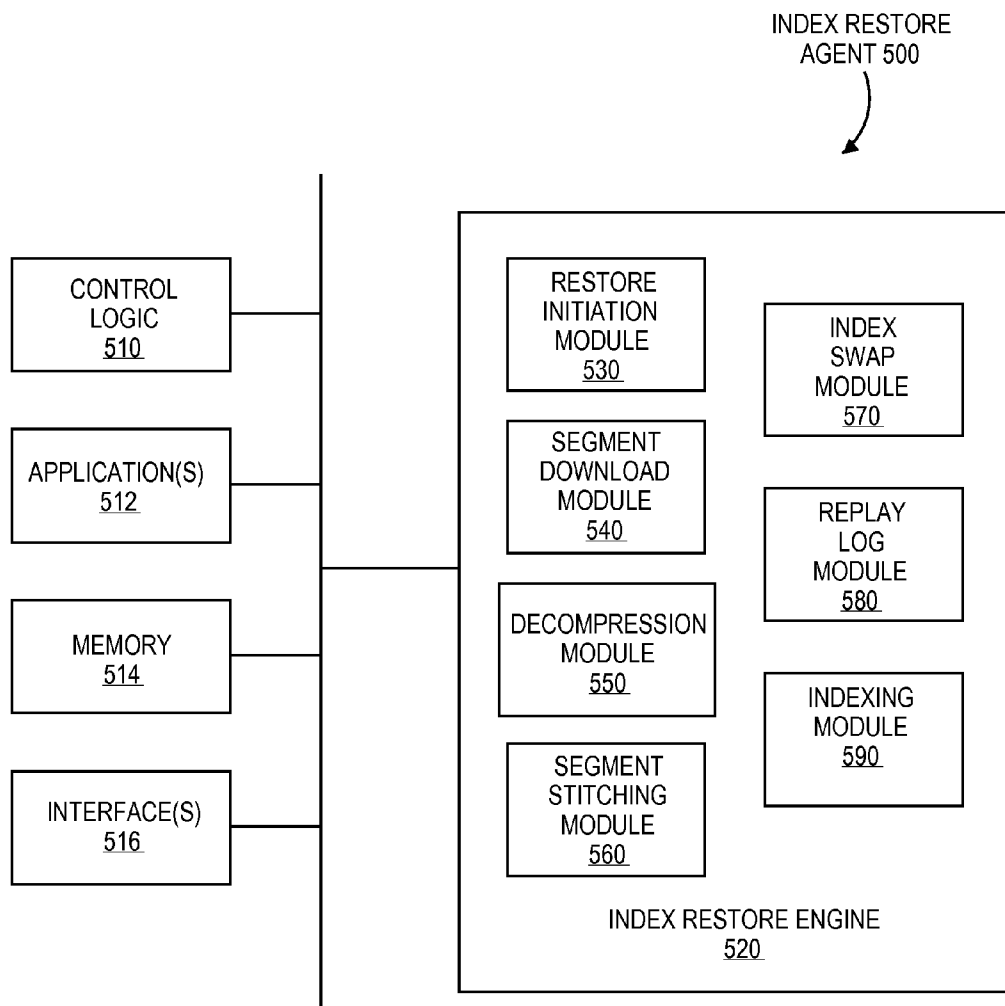 INDEX RESTORE
AGENT 500
CONTROL
LOGIC
510
APPLICATION(S)
512
MEMORY
514
INTERFACE(S)
516
RESTORE
INITIATION
MODULE
530
SEGMENT
DOWNLOAD
MODULE
540
DECOMPRESSION
MODULE
550
SEGMENT
STITCHING
MODULE
560
INDEX
SWAP
MODULE
570
REPLAY
LOG
MODULE
580
INDEXING
MODULE
590
INDEX RESTORE ENGINE
520